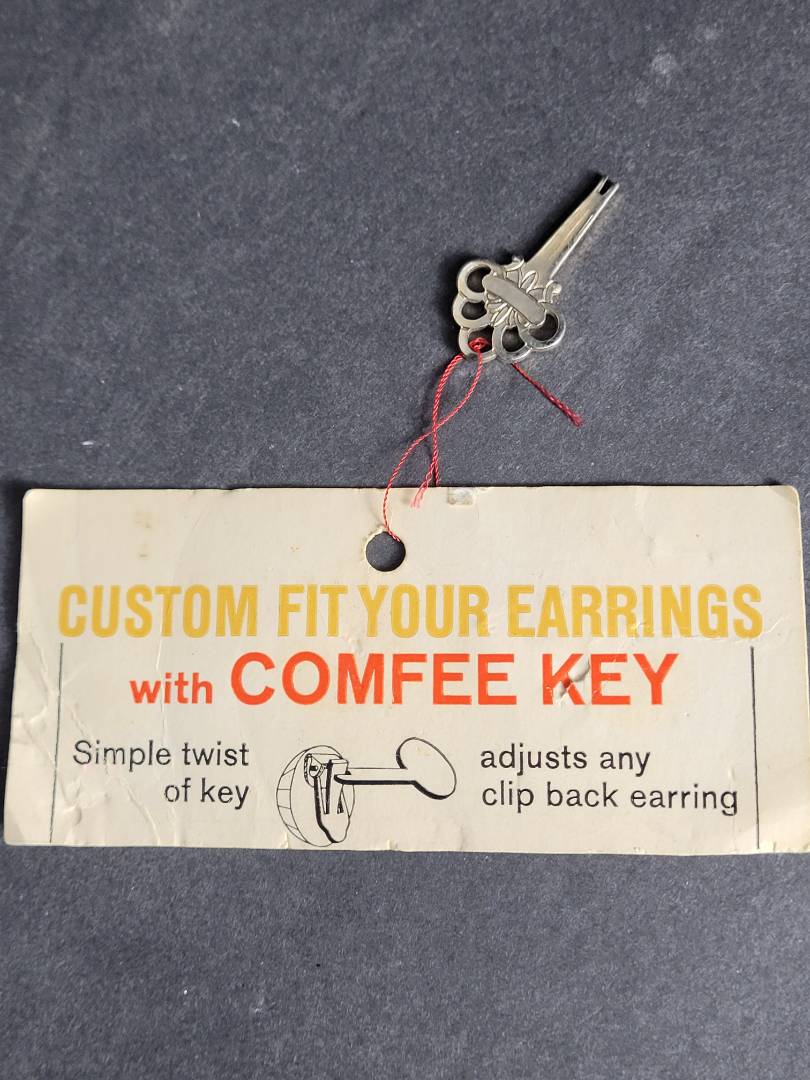 CUSTOM FIT YOUR EARRINGS
with COMFEE KEY
Simple twist
of key
adjusts any
clip back earring